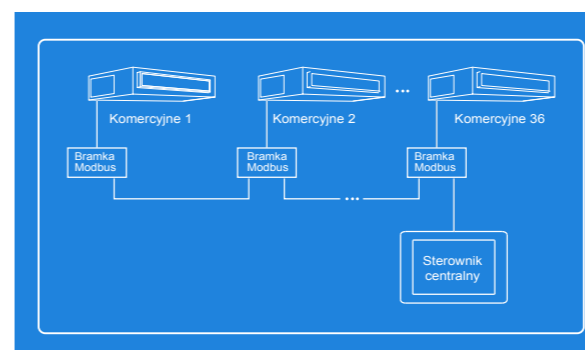 ...
Komercyjne 1
Komercyjne 2
Komercyjne 36
Bramka
Modbus
Bramka
Modbus
Bramka
Modbus
...
Sterownik
centralny